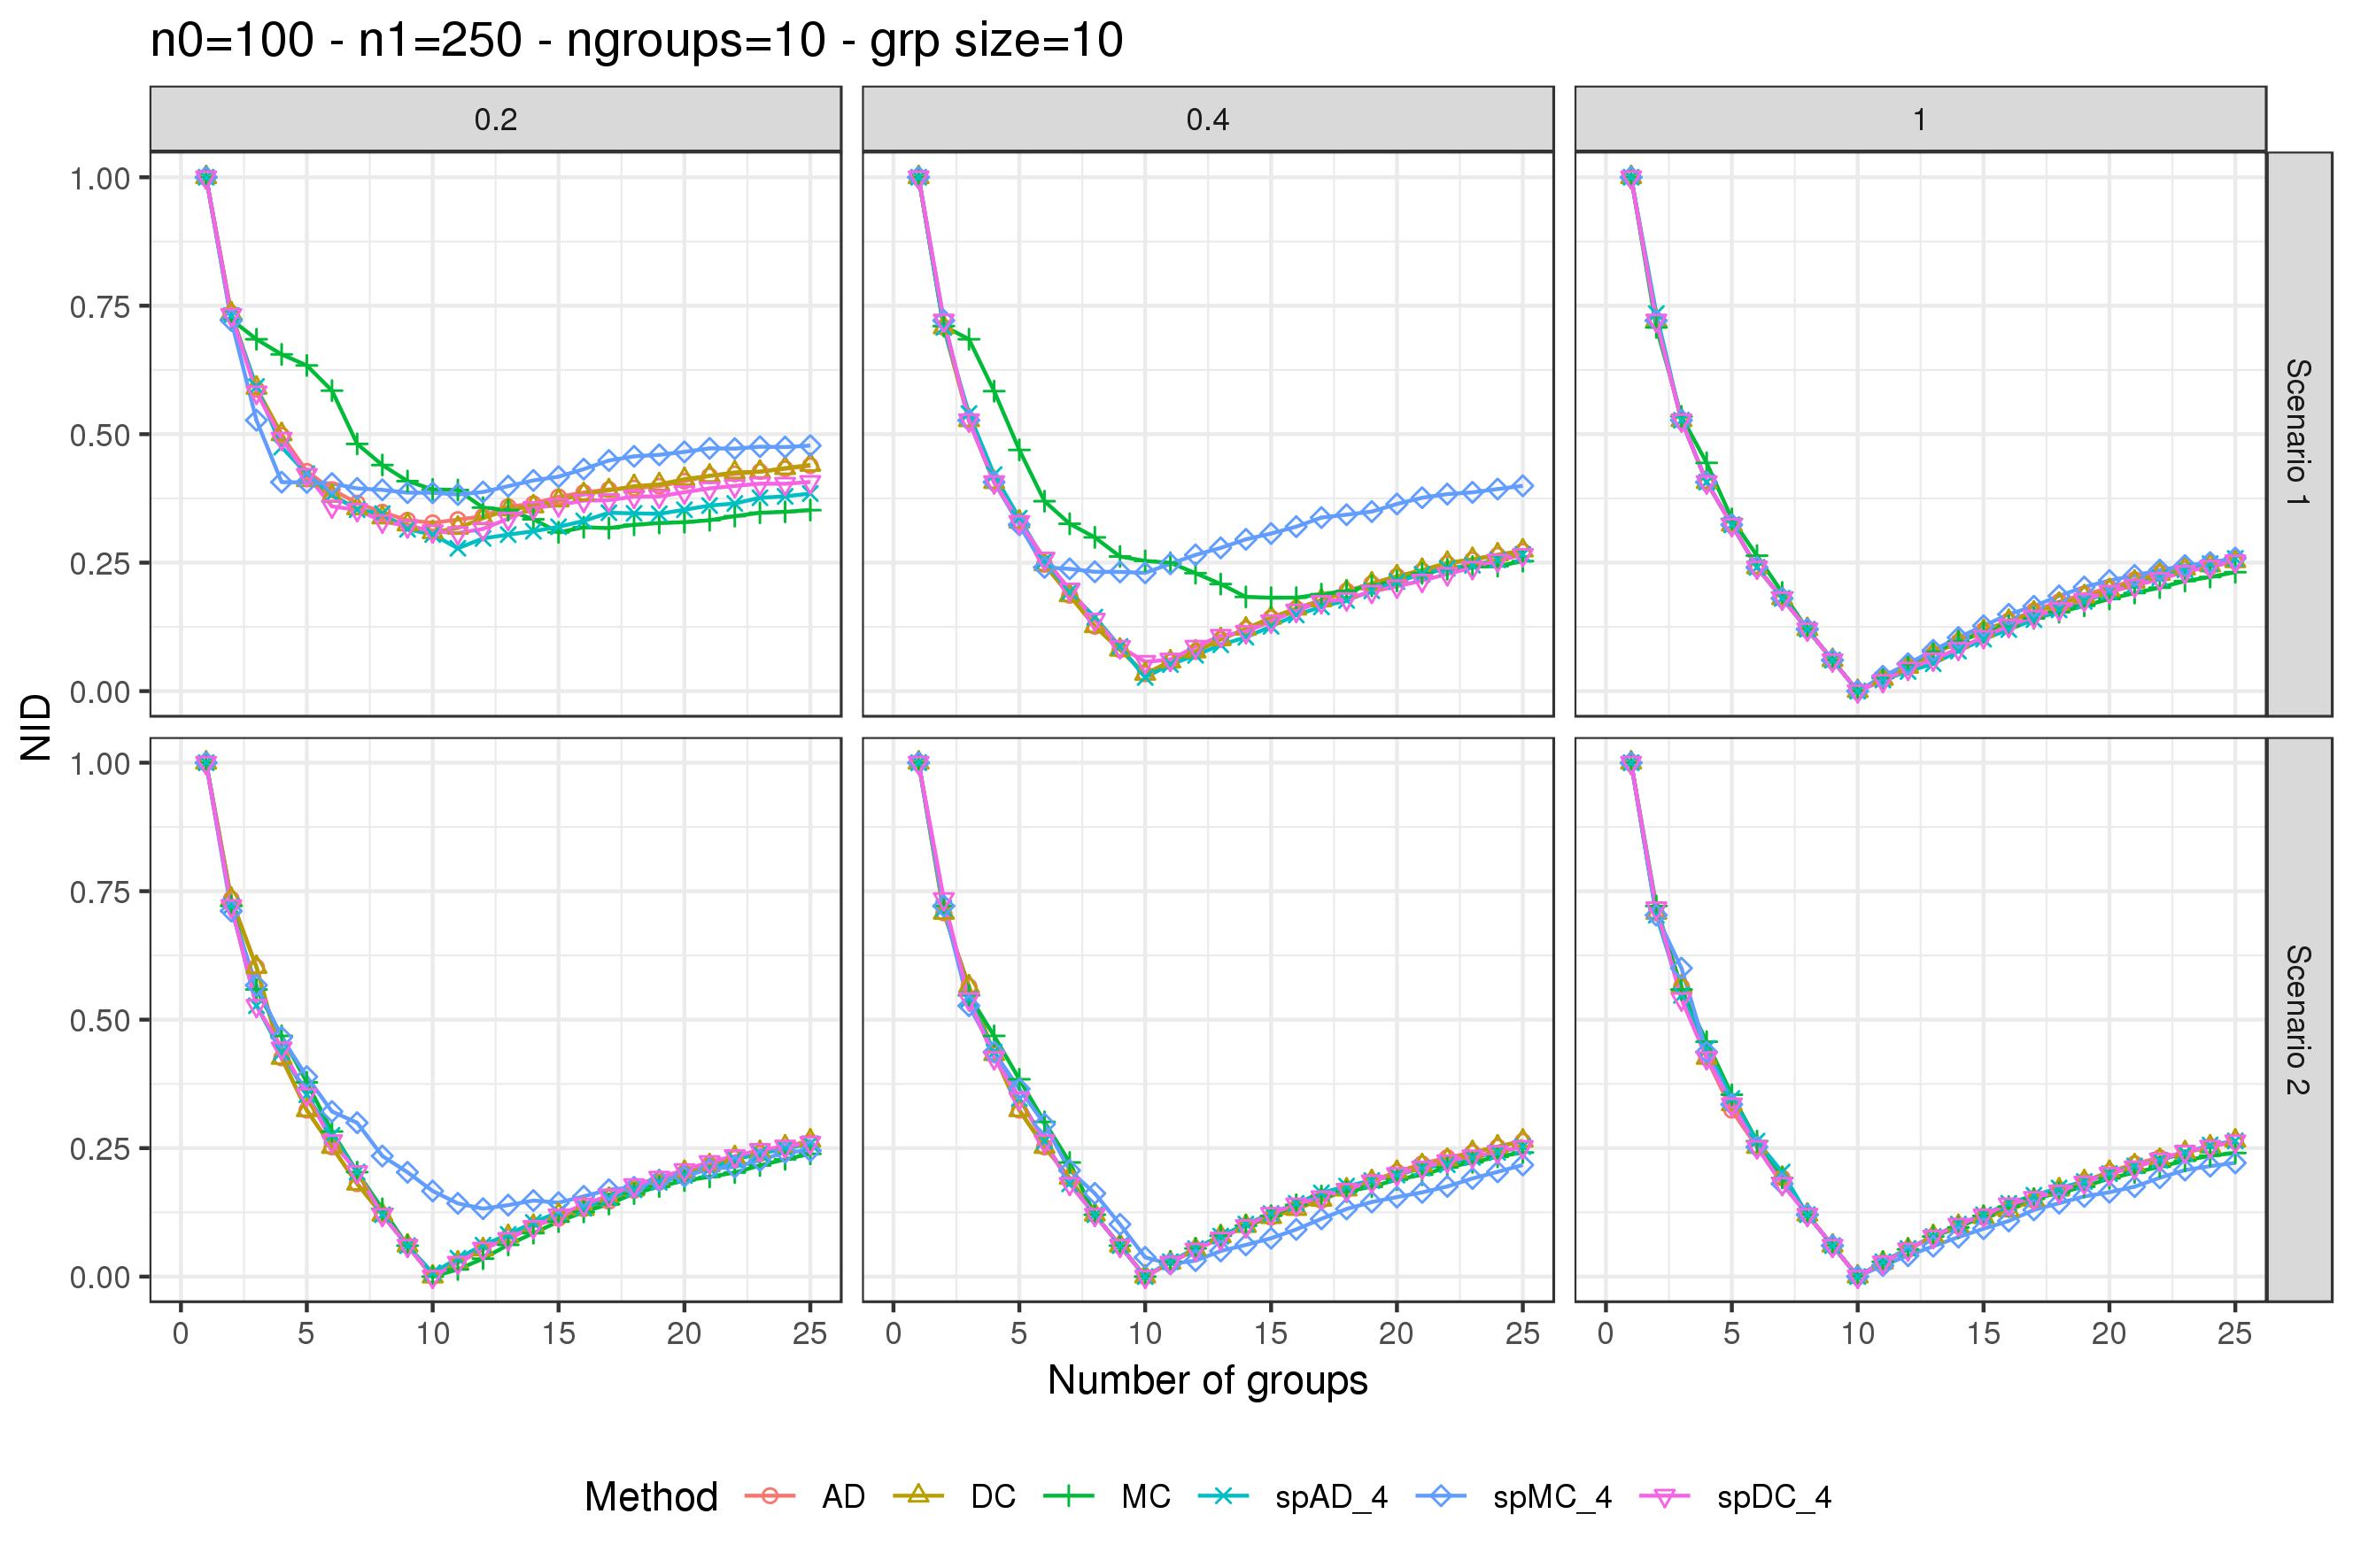 n0=100 - n1=250 - ngroups=10 - grp size=10
0.2 0.4 1
1.00
0.75
0.50
0.25
0.00
Scenario 1
NID
1.00
0.75
0.50
0.25
0.00
Scenario 2
0 5 10 15 20 25 0 5 10 15 20 25 0 5 10 15 20 25
Number of groups
Method AD DC MC spAD_4 spMC_4 spDC_4